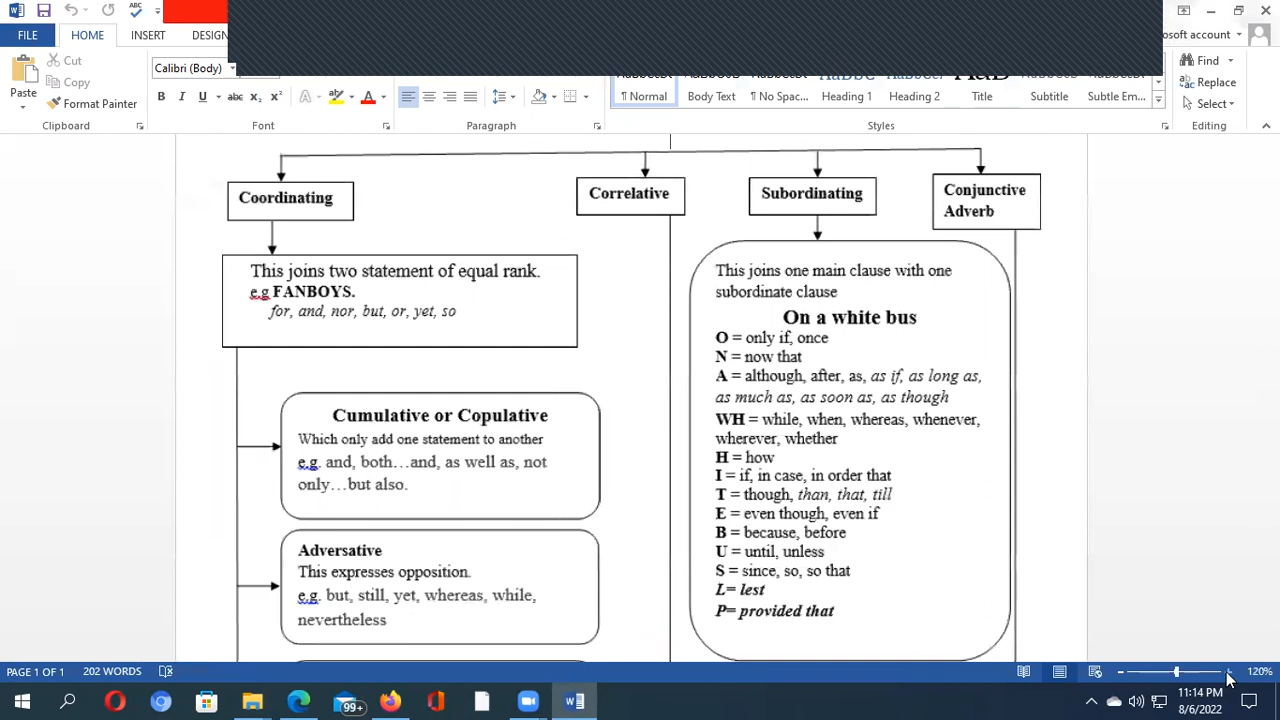 FILE HOME INSERT DESIGN
Cut
Copy
Paste
Format Painter
Clipboard
Calibri (Body)
B I U abc x₂ x²
Font
Paragraph
¶ Normal Body Text ¶ No Spac... Heading 1 Heading 2 Title Subtitle Subtle Em...
Styles
osoft account
Find
Replace
Select
Editing
Coordinating
Correlative
Subordinating
Conjunctive
Adverb
This joins two statement of equal rank.
e.g FANBOYS.
for, and, nor, but, or, yet, so
Cumulative or Copulative
Which only add one statement to another
e.g. and, both…and, as well as, not
only…but also.
Adversative
This expresses opposition.
e.g. but, still, yet, whereas, while,
nevertheless
This joins one main clause with one
subordinate clause
On a white bus
O = only if, once
N = now that
A = although, after, as, as if, as long as,
as much as, as soon as, as though
WH = while, when, whereas, whenever,
wherever, whether
H = how
I = if, in case, in order that
T = though, than, that, till
E = even though, even if
B = because, before
U = until, unless
S = since, so, so that
L= lest
P= provided that
PAGE 1 OF 1 202 WORDS
120%
99+
11:14 PM
8/6/2022